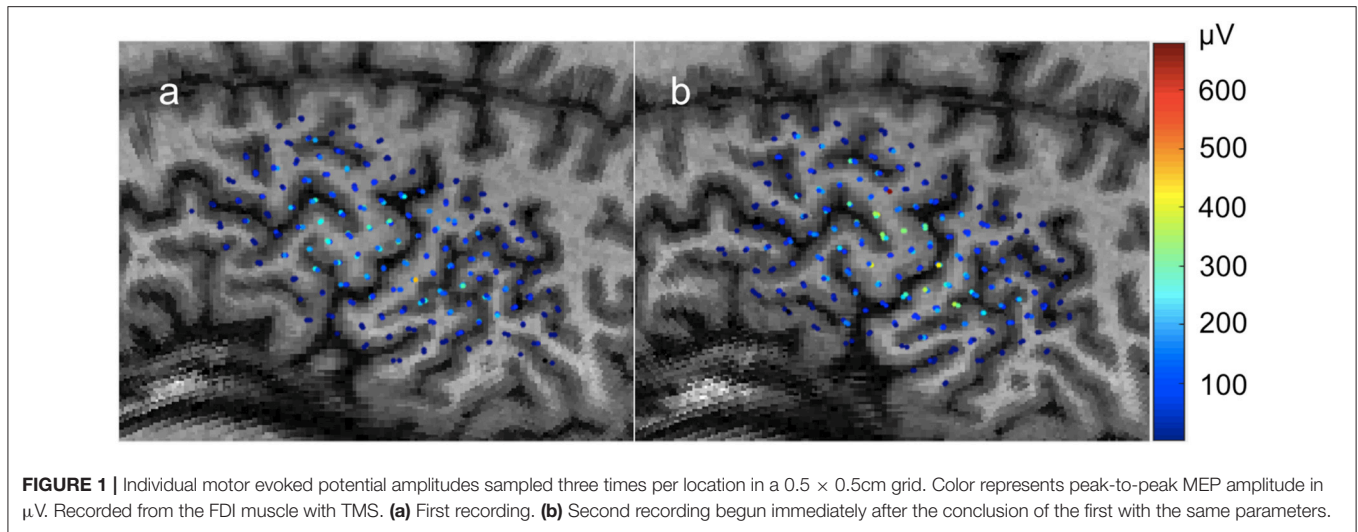 a
b
μV
600
500
400
300
200
100
FIGURE 1 | Individual motor evoked potential amplitudes sampled three times per location in a 0.5 × 0.5cm grid. Color represents peak-to-peak MEP amplitude in
μV. Recorded from the FDI muscle with TMS. (a) First recording. (b) Second recording begun immediately after the conclusion of the first with the same parameters.